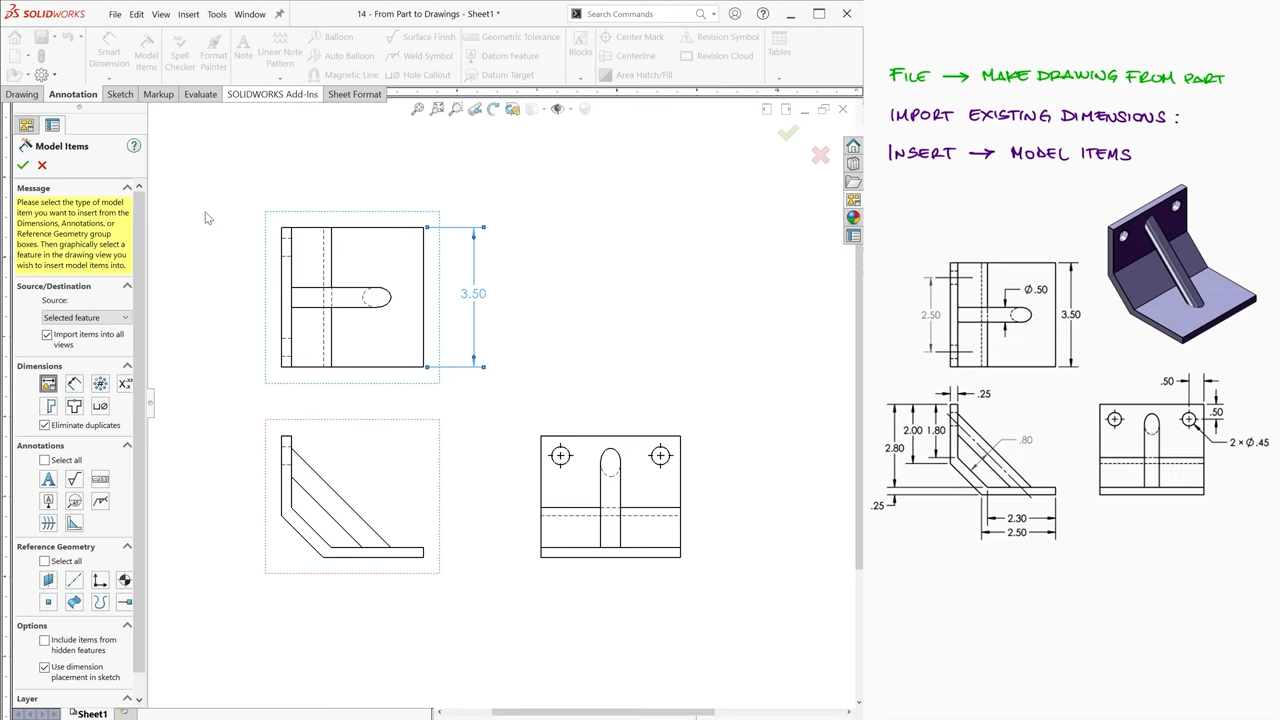 SOLIDWORKS File Edit View Insert Tools Window 14 - From Part to Drawings - Sheet1 * Search Commands
Smart Dimension
Model Items
Spell Checker
Format Painter
Note
Linear Note Pattern
Balloon
Auto Balloon
Magnetic Line
Surface Finish
Weld Symbol
Hole Callout
Geometric Tolerance
Datum Feature
Datum Target
Blocks
Center Mark
Centerline
Area Hatch/Fill
Revision Symbol
Revision Cloud
Tables
Drawing Annotation Sketch Markup Evaluate SOLIDWORKS Add-Ins Sheet Format
Model Items
Message
Please select the type of model
item you want to insert from the
Dimensions, Annotations, or
Reference Geometry group
boxes. Then graphically select a
feature in the drawing view you
wish to insert model items into.
Source/Destination
Source:
Selected feature
Import items into all
views
Dimensions
Eliminate duplicates
Annotations
Select all
Reference Geometry
Select all
Options
Include items from
hidden features
Use dimension
placement in sketch
Layer
Sheet1
3.50
FILE → MAKE DRAWING FROM PART
IMPORT EXISTING DIMENSIONS :
INSERT → MODEL ITEMS
Ø.50
2.50
3.50
.25
.50
.50
2.00
1.80
2.80
.80
2 × Ø.45
.25
2.30
2.50